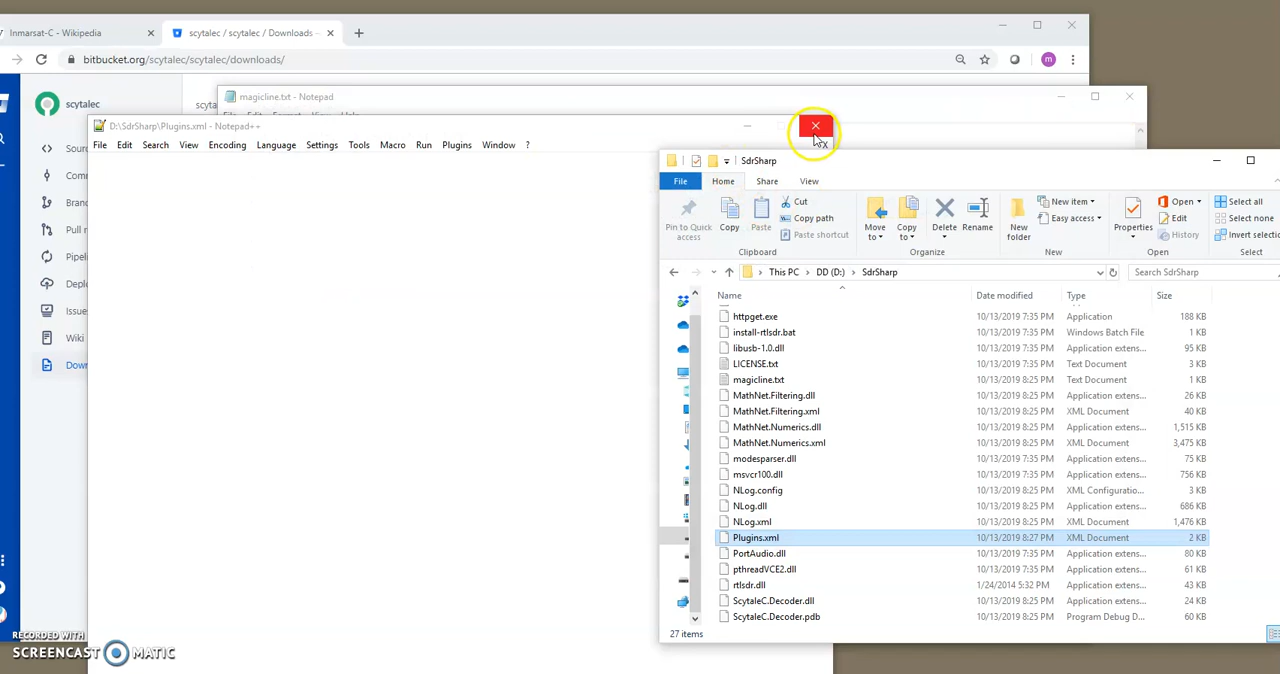 Inmarsat-C - Wikipedia
scytalec / scytalec / Downloads -
bitbucket.org/scytalec/scytalec/downloads/
scytalec
magicline.txt - Notepad
D:\SdrSharp\Plugins.xml - Notepad++
File Edit Search View Encoding Language Settings Tools Macro Run Plugins Window ?
Sour
Com
Bran
Pull r
Pipeli
Deplo
Issue
Wiki
Down
SdrSharp
File Home Share View
Pin to Quick access
Copy
Paste
Cut
Copy path
Paste shortcut
Clipboard
Move to
Copy to
Delete
Rename
Organize
New folder
New item
Easy access
New
Properties
Open
Edit
History
Open
Select all
Select none
Invert selectio
Select
This PC > DD (D:) > SdrSharp
Search SdrSharp
Name Date modified Type Size
httpget.exe 10/13/2019 7:35 PM Application 188 KB
install-rtlsdr.bat 10/13/2019 7:35 PM Windows Batch File 1 KB
libusb-1.0.dll 10/13/2019 7:35 PM Application extens... 95 KB
LICENSE.txt 10/13/2019 7:35 PM Text Document 3 KB
magicline.txt 10/13/2019 8:25 PM Text Document 1 KB
MathNet.Filtering.dll 10/13/2019 8:25 PM Application extens... 26 KB
MathNet.Filtering.xml 10/13/2019 8:25 PM XML Document 40 KB
MathNet.Numerics.dll 10/13/2019 8:25 PM Application extens... 1,515 KB
MathNet.Numerics.xml 10/13/2019 8:25 PM XML Document 3,475 KB
modesparser.dll 10/13/2019 7:35 PM Application extens... 75 KB
msvcr100.dll 10/13/2019 7:35 PM Application extens... 756 KB
NLog.config 10/13/2019 8:25 PM XML Configuratio... 3 KB
NLog.dll 10/13/2019 8:25 PM Application extens... 686 KB
NLog.xml 10/13/2019 8:25 PM XML Document 1,476 KB
Plugins.xml 10/13/2019 8:27 PM XML Document 2 KB
PortAudio.dll 10/13/2019 7:35 PM Application extens... 80 KB
pthreadVCE2.dll 10/13/2019 7:35 PM Application extens... 61 KB
rtlsdr.dll 1/24/2014 5:32 PM Application extens... 43 KB
ScytaleC.Decoder.dll 10/13/2019 8:25 PM Application extens... 24 KB
ScytaleC.Decoder.pdb 10/13/2019 8:25 PM Program Debug D... 60 KB
27 items
RECORDED WITH
SCREENCAST MATIC